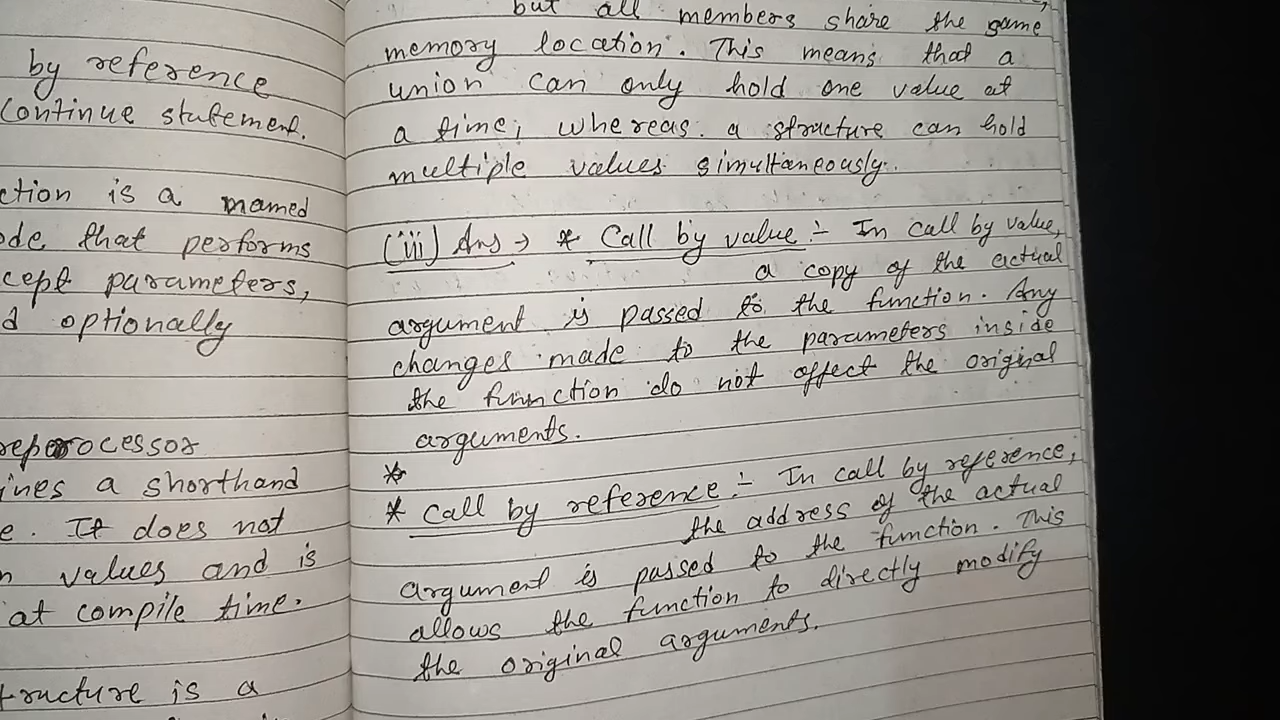 by reference
Continue statement.
ction is a named
ode that performs
cept parameters,
d optionally
reprocessor
ines a shorthand
e. It does not
n values and is
at compile time.
tructure is a
but all members share the same
memory location. This means that a
union can only hold one value at
a time, whereas a structure can hold
multiple values simultaneously.
(iii) Ans → * Call by value :- In call by value,
a copy of the actual
argument is passed to the function. Any
changes made to the parameters inside
the function do not affect the original
arguments.
*
* Call by reference :- In call by reference,
the address of the actual
argument is passed to the function. This
allows the function to directly modify
the original arguments.